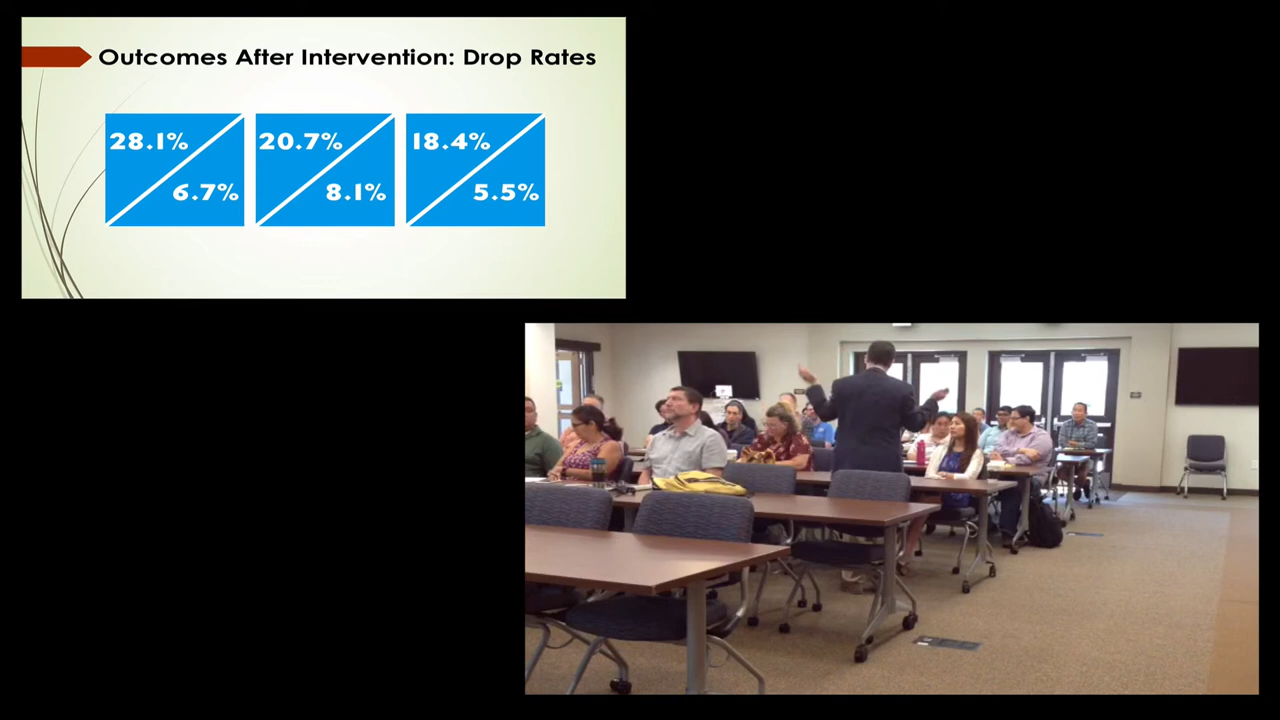 Outcomes After Intervention: Drop Rates
28.1% 20.7% 18.4%
6.7% 8.1% 5.5%